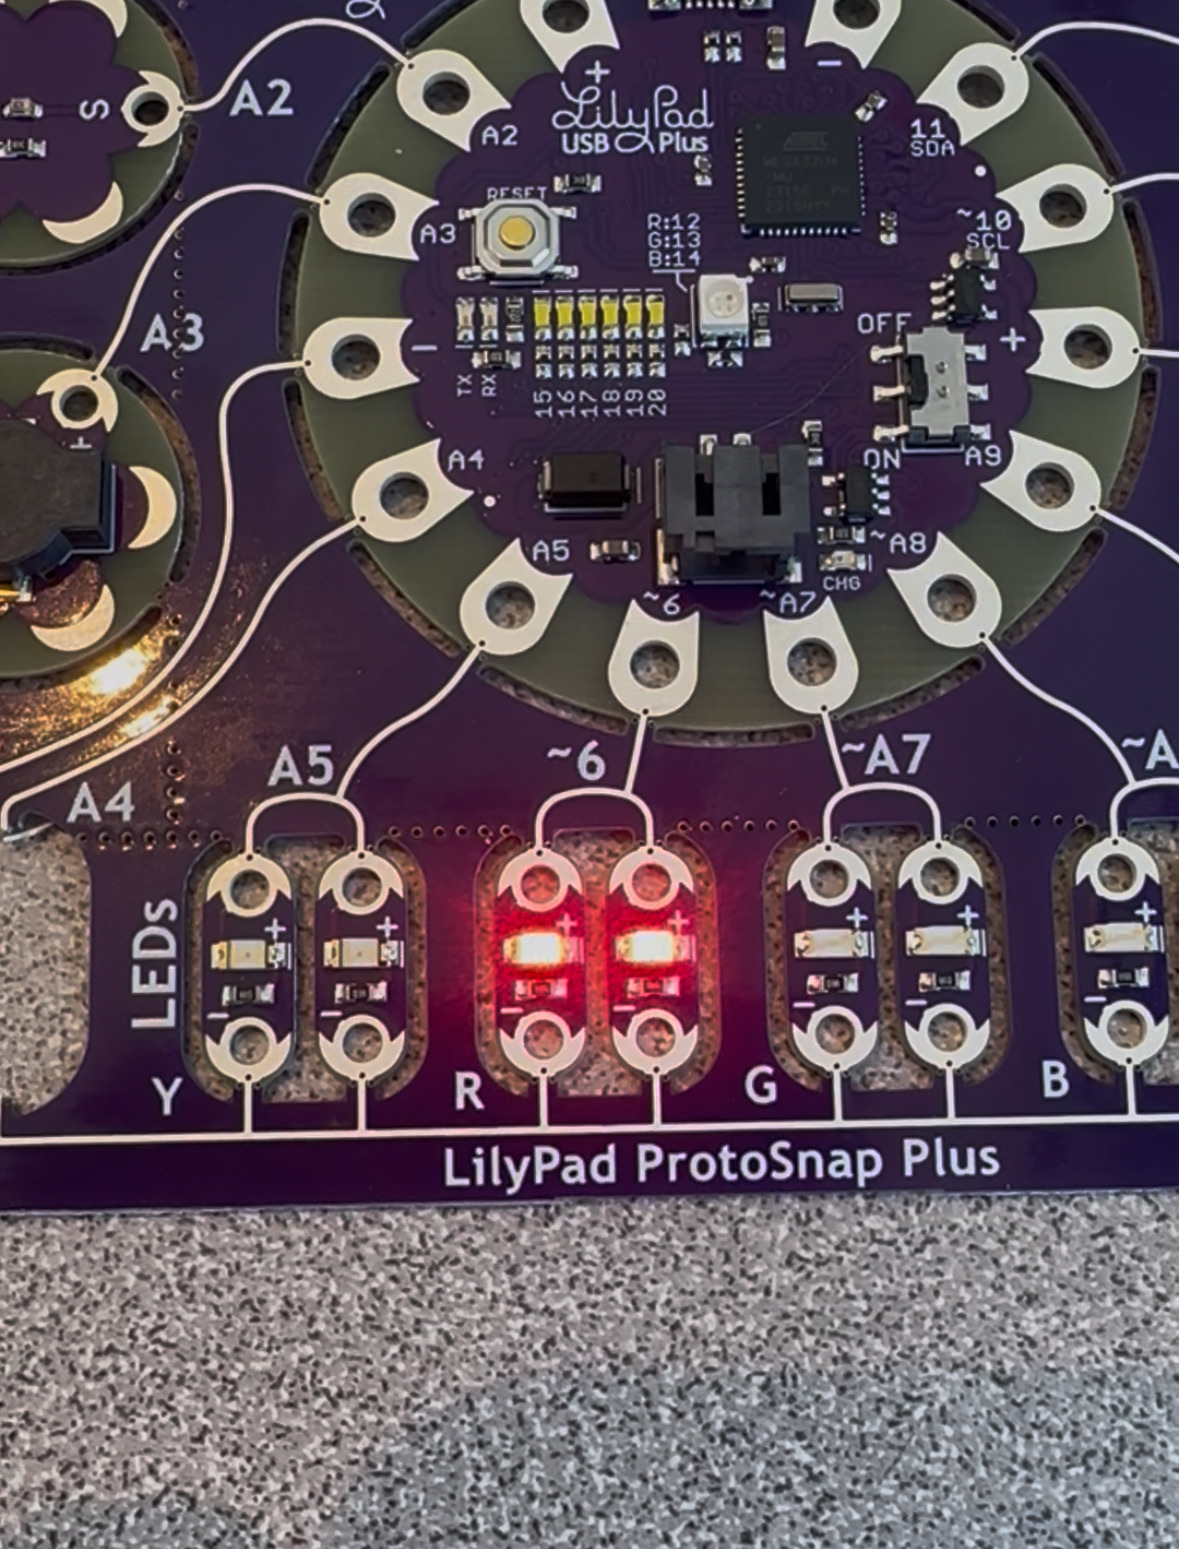 A2
S
+
-
LilyPad
USB Plus
A2
11
SDA
RESET
R:12
G:13
B:14
~10
SCL
A3
A3
OFF
+
-
TX
RX
15
16
17
18
19
20
A4
ON
A9
A5
~A8
CHG
~6
~A7
A5
~6
~A7
~A
A4
LEDs
+
+
+
+
+
+
+
-
-
-
-
-
-
-
Y
R
G
B
LilyPad ProtoSnap Plus